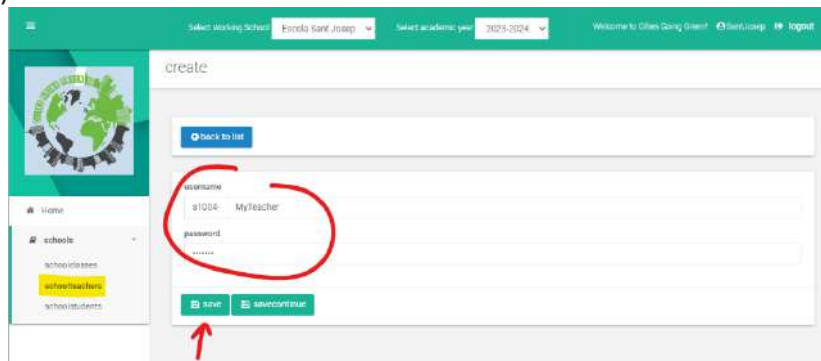 )
Select Working School Escola Sant Josep Select academic year 2023-2024 Welcome to Cities Going Green! SantJosep logout
create
back to list
username
s1004- MyTeacher
Home
password
schools
.......
schoolclasses
schoolteachers
schoolstudents
save savecontinue